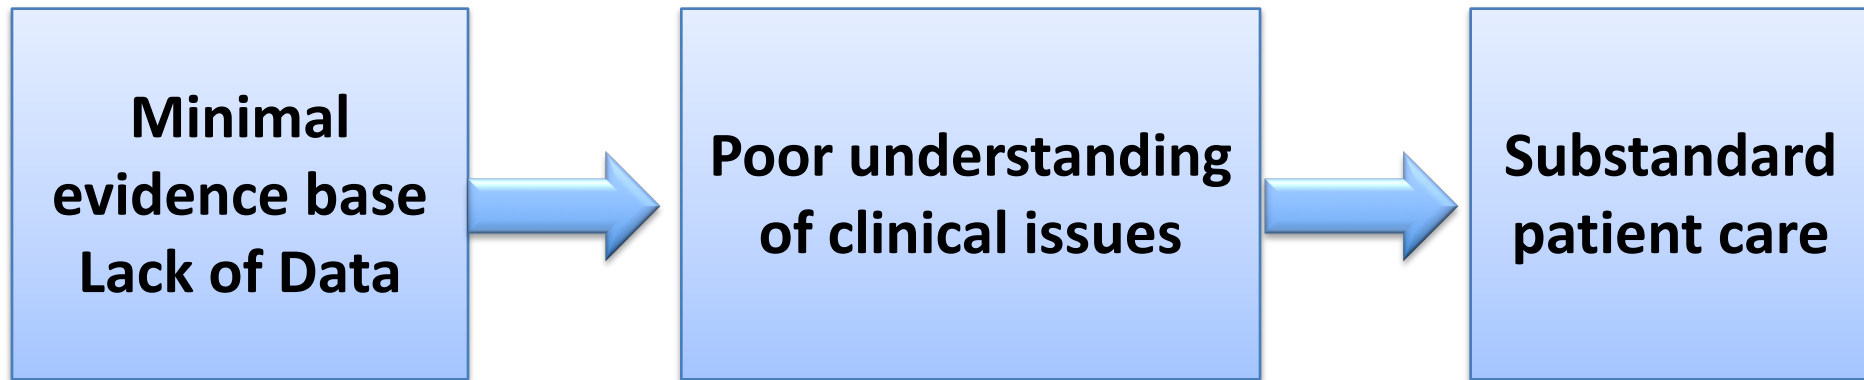 Minimal
evidence base
Lack of Data
Poor understanding
of clinical issues
Substandard
patient care